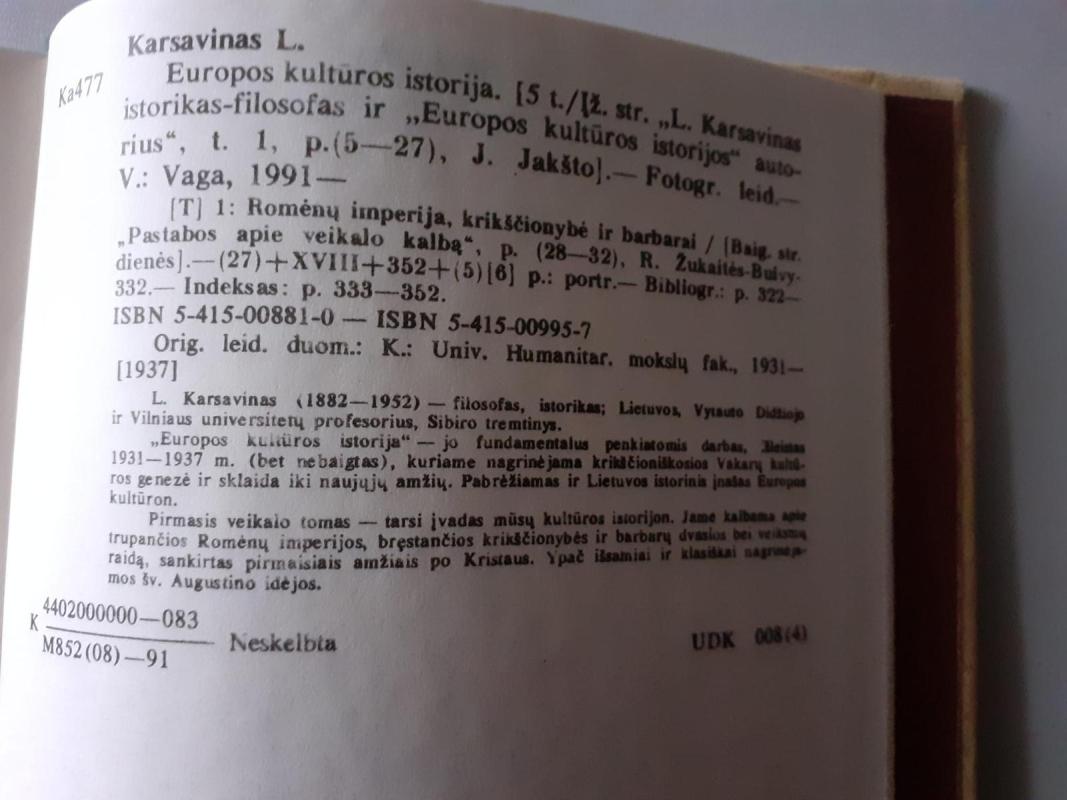 Karsavinas L.
Ka477
Europos kultūros istorija. [5 t./[ž. str. „L. Karsavinas
istorikas-filosofas ir „Europos kultūros istorijos“ auto-
rius“, t. 1, p.(5—27), J. Jakšto].— Fotogr. leid.—
V.: Vaga, 1991—
[T] 1: Romėnų imperija, krikščionybė ir barbarai / [Baig. str.
„Pastabos apie veikalo kalbą“, p. (28—32), R. Žukaitės-Buivy-
dienės].—(27)+XVIII+352+(5)[6] p.: portr.— Bibliogr.: p. 322—
332.— Indeksas: p. 333—352.
ISBN 5-415-00881-0 — ISBN 5-415-00995-7
Orig. leid. duom.: K.: Univ. Humanitar. mokslų fak., 1931—
[1937]
L. Karsavinas (1882—1952) — filosofas, istorikas; Lietuvos, Vytauto Didžiojo
ir Vilniaus universitetų profesorius, Sibiro tremtinys.
„Europos kultūros istorija“ — jo fundamentalus penkiatomis darbas, išleistas
1931—1937 m. (bet nebaigtas), kuriame nagrinėjama krikščioniškosios Vakarų kultū-
ros genezė ir sklaida iki naujųjų amžių. Pabrėžiamas ir Lietuvos istorinis įnašas Europos
kultūron.
Pirmasis veikalo tomas — tarsi įvadas mūsų kultūros istorijon. Jame kalbama apie
trupančios Romėnų imperijos, bręstančios krikščionybės ir barbarų dvasios bei veiksmų
raidą, sankirtas pirmaisiais amžiais po Kristaus. Ypač išsamiai ir klasiškai nagrinėja-
mos šv. Augustino idėjos.
K 4402000000—083
M852(08)—91
Neskelbta
UDK 008(4)